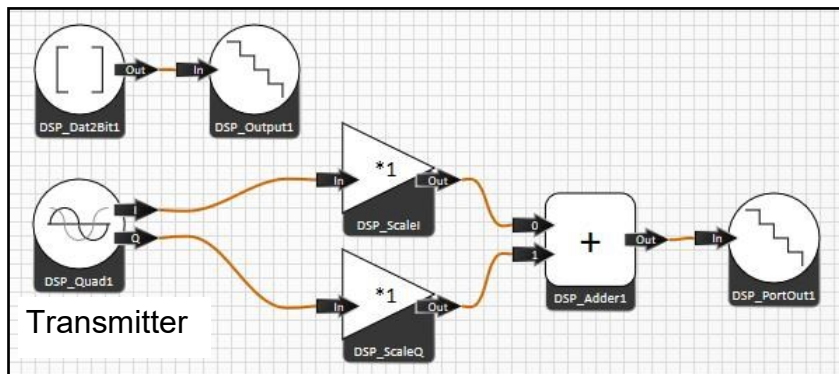 Out
In
DSP_Dat2Bit1
DSP_Output1
*1
In
Out
DSP_ScaleI
I
Q
DSP_Quad1
0
1
+
Out
In
DSP_Adder1
DSP_PortOut1
*1
In
Out
DSP_ScaleQ
Transmitter